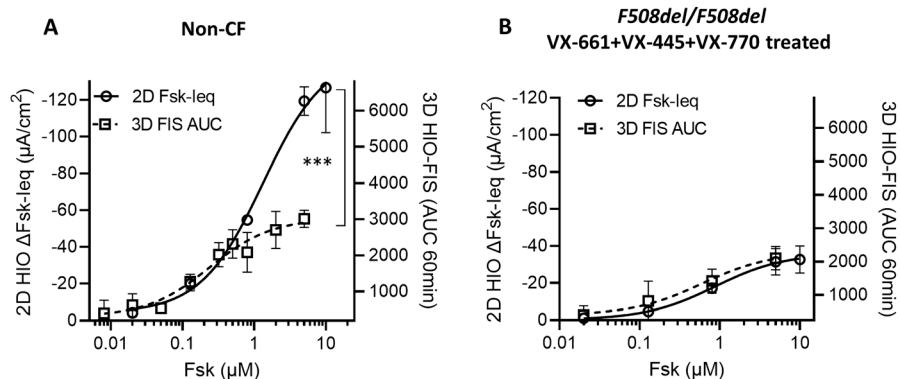 A
Non-CF
2D Fsk-Ieq
3D FIS AUC
-120
-100
-80
-60
-40
-20
0
2D HIO ΔFsk-Ieq (µA/cm²)
6000
5000
4000
3000
2000
1000
3D HIO-FIS (AUC 60min)
***
0.01
0.1
1
10
Fsk (µM)
B
F508del/F508del
VX-661+VX-445+VX-770 treated
2D Fsk-Ieq
3D FIS AUC
-120
-100
-80
-60
-40
-20
0
2D HIO ΔFsk-Ieq (µA/cm²)
6000
5000
4000
3000
2000
1000
3D HIO-FIS (AUC 60min)
0.01
0.1
1
10
Fsk (µM)